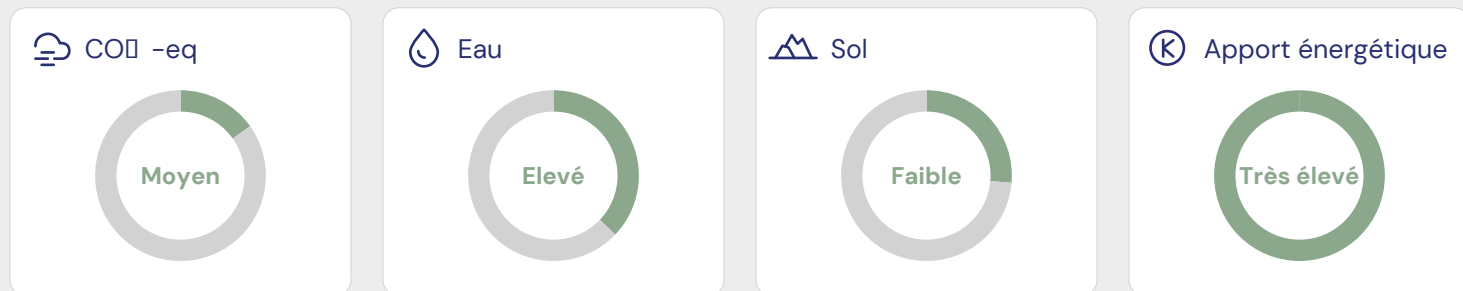 CO▯ -eq
Eau
Sol
Apport énergétique
Moyen
Elevé
Faible
Très élevé